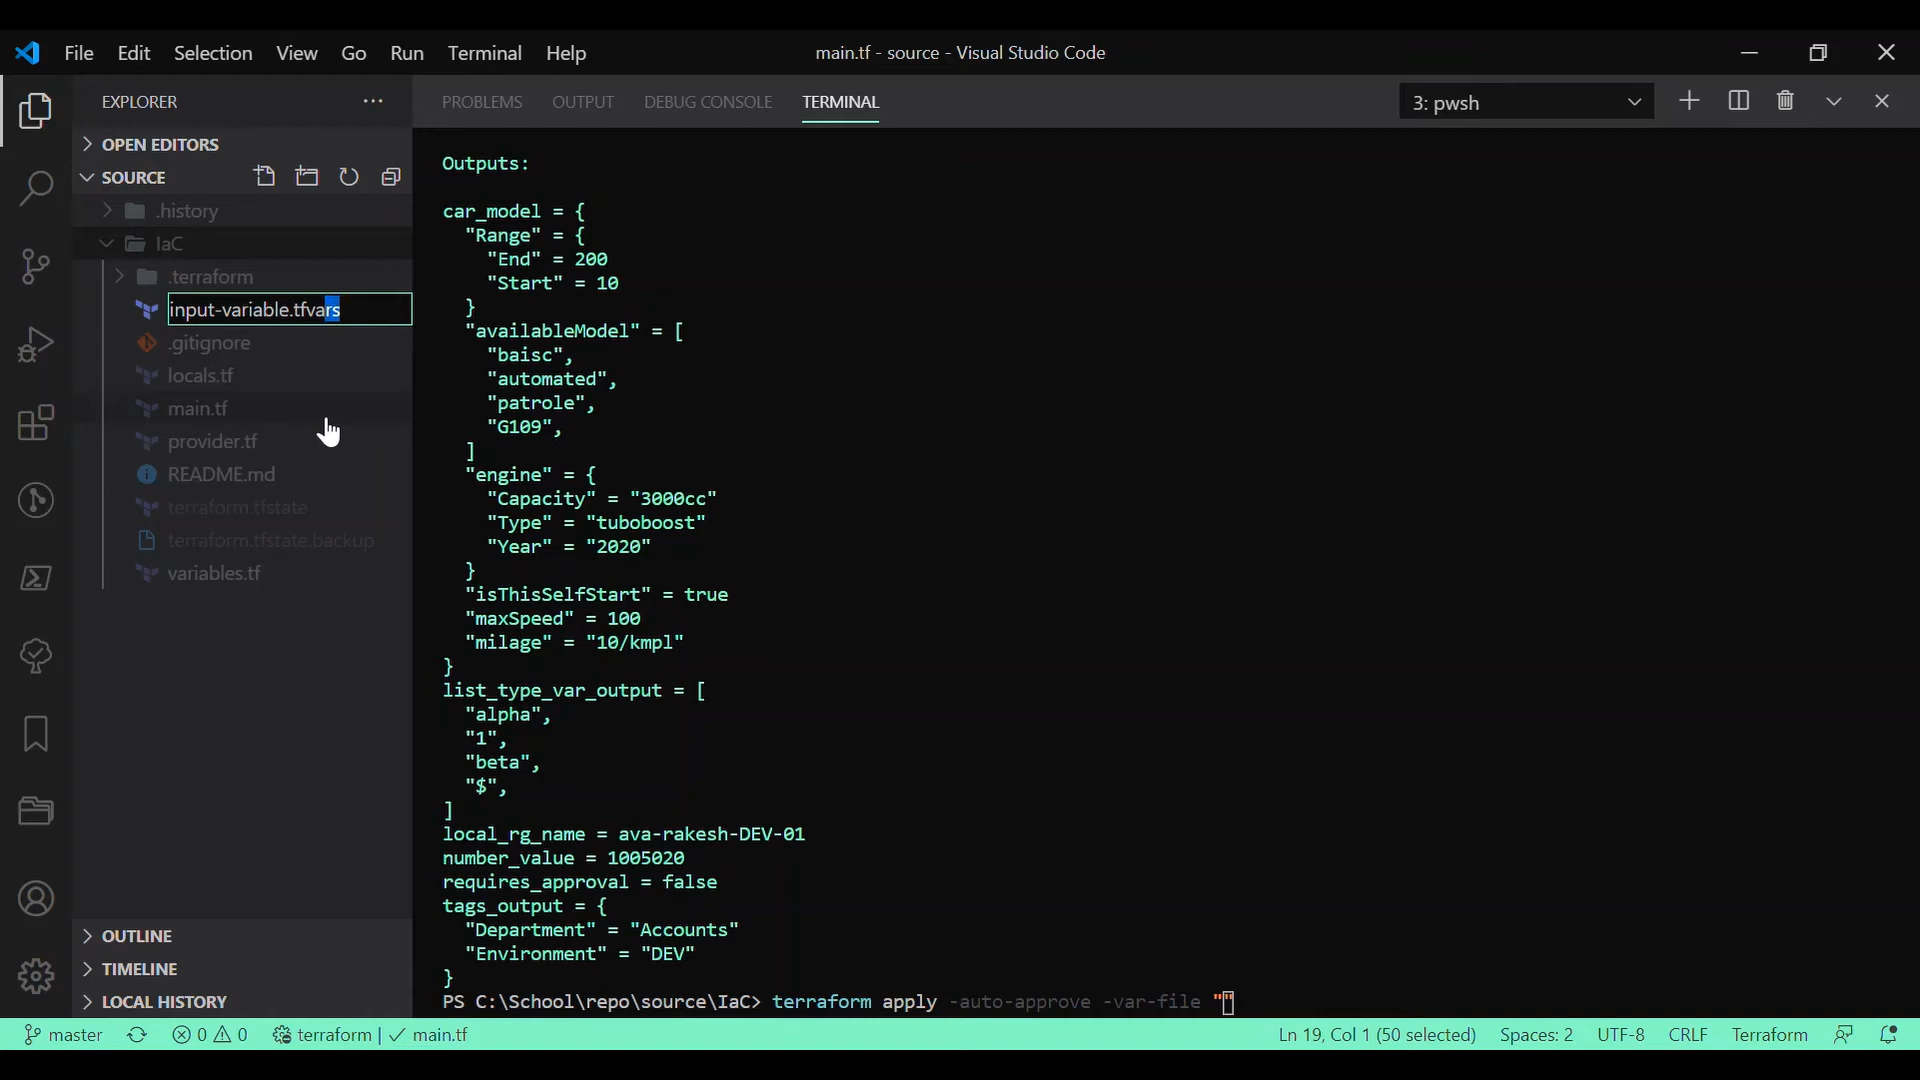 File Edit Selection View Go Run Terminal Help
main.tf - source - Visual Studio Code
EXPLORER
OPEN EDITORS
SOURCE
.history
IaC
.terraform
input-variable.tfvars
.gitignore
locals.tf
main.tf
provider.tf
README.md
terraform.tfstate
terraform.tfstate.backup
variables.tf
OUTLINE
TIMELINE
LOCAL HISTORY
PROBLEMS OUTPUT DEBUG CONSOLE TERMINAL
3: pwsh
Outputs:
car_model = {
"Range" = {
"End" = 200
"Start" = 10
}
"availableModel" = [
"baisc",
"automated",
"patrole",
"G109",
]
"engine" = {
"Capacity" = "3000cc"
"Type" = "tuboboost"
"Year" = "2020"
}
"isThisSelfStart" = true
"maxSpeed" = 100
"milage" = "10/kmpl"
}
list_type_var_output = [
"alpha",
"1",
"beta",
"$",
]
local_rg_name = ava-rakesh-DEV-01
number_value = 1005020
requires_approval = false
tags_output = {
"Department" = "Accounts"
"Environment" = "DEV"
}
PS C:\School\repo\source\IaC> terraform apply -auto-approve -var-file ""
master 0 0 terraform | ✓ main.tf
Ln 19, Col 1 (50 selected) Spaces: 2 UTF-8 CRLF Terraform